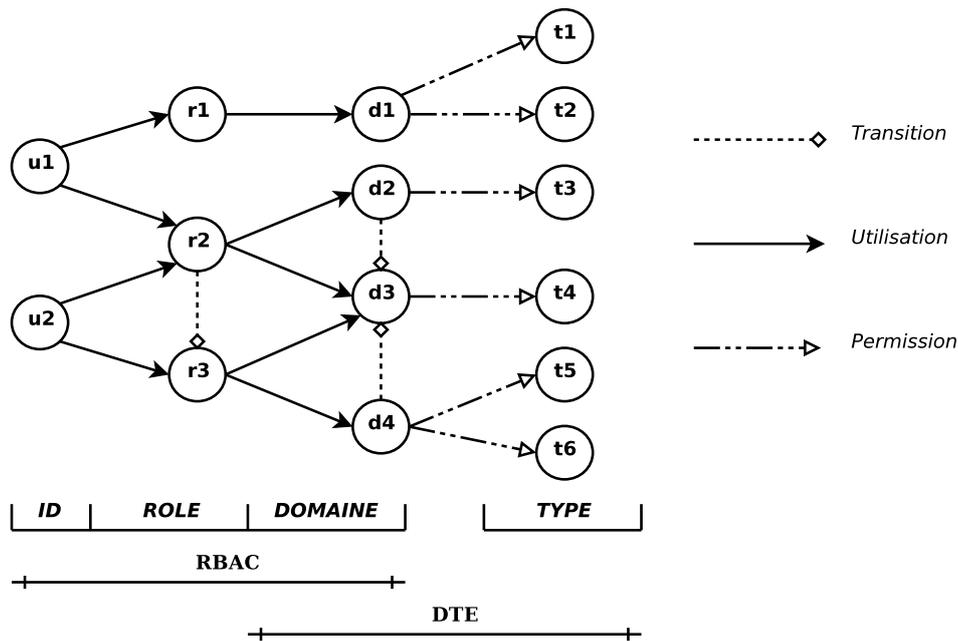 t1
r1
d1
t2
Transition
u1
d2
t3
r2
Utilisation
d3
t4
u2
Permission
r3
t5
d4
t6
ID ROLE DOMAINE TYPE
RBAC
DTE